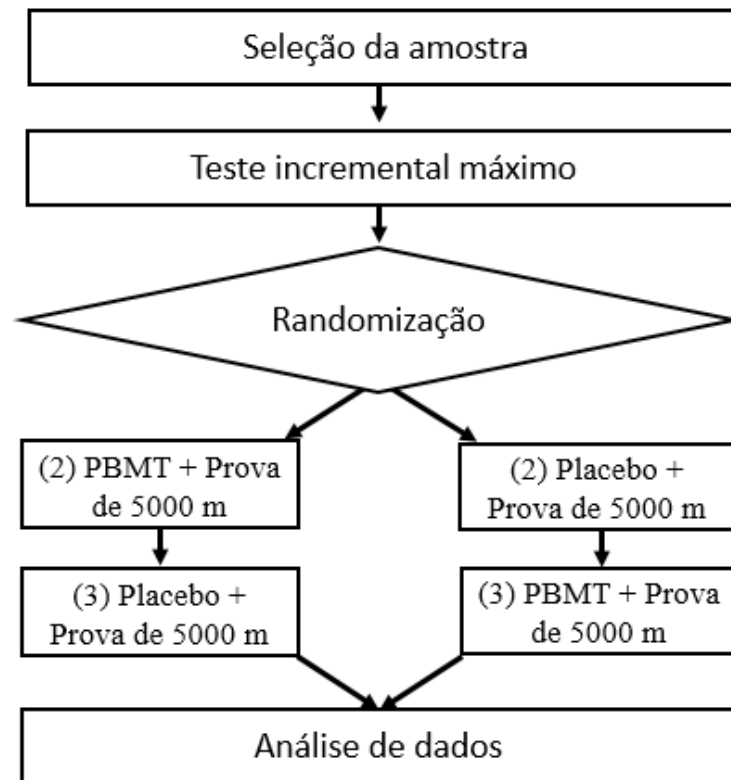 Seleção da amostra
Teste incremental máximo
Randomização
(2) PBMT + Prova
de 5000 m
(2) Placebo +
Prova de 5000 m
(3) Placebo +
Prova de 5000 m
(3) PBMT + Prova
de 5000 m
Análise de dados